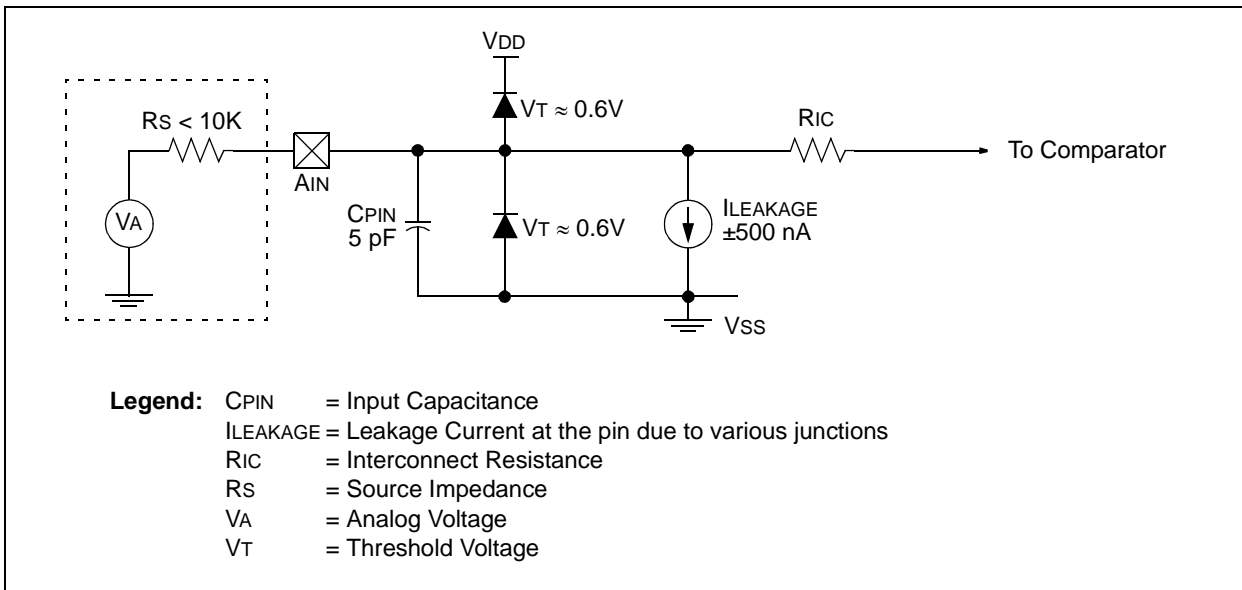 VDD
VT ≈ 0.6V
RS < 10K
RIC
To Comparator
AIN
VA
CPIN
5 pF
VT ≈ 0.6V
ILEAKAGE
±500 nA
VSS
Legend: CPIN = Input Capacitance
ILEAKAGE = Leakage Current at the pin due to various junctions
RIC = Interconnect Resistance
RS = Source Impedance
VA = Analog Voltage
VT = Threshold Voltage